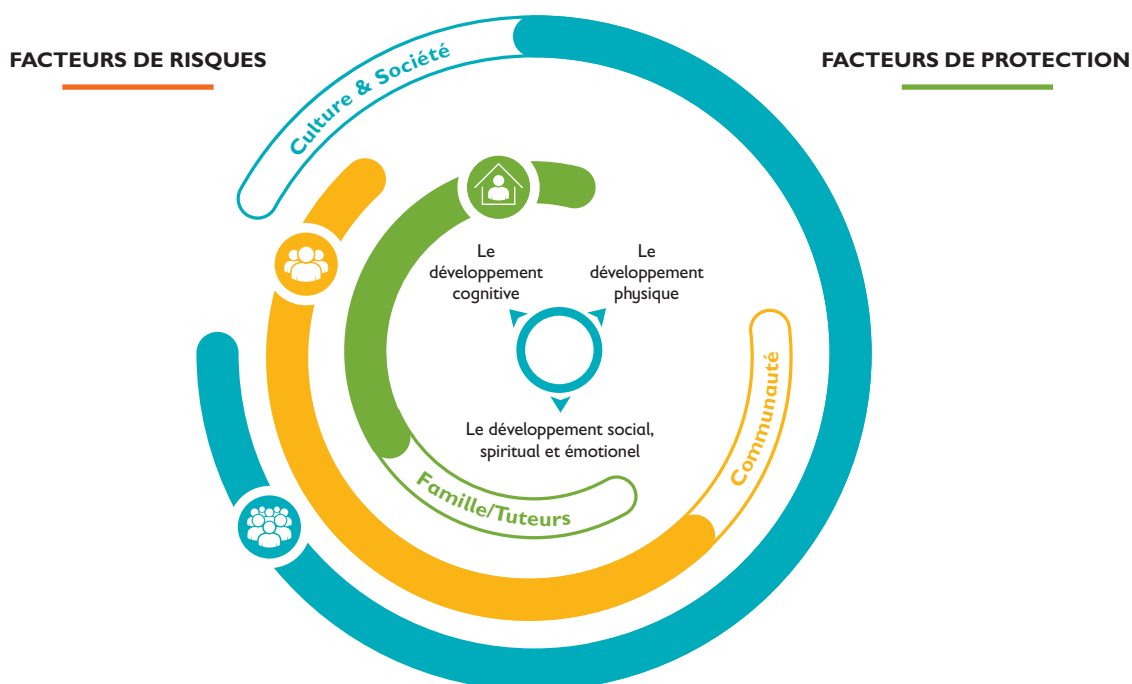 FACTEURS DE RISQUES
FACTEURS DE PROTECTION
Culture & Société
Le
développement
cognitive
Le
développement
physique
Le développement social,
spiritual et émotionel
Communauté
Famille/Tuteurs